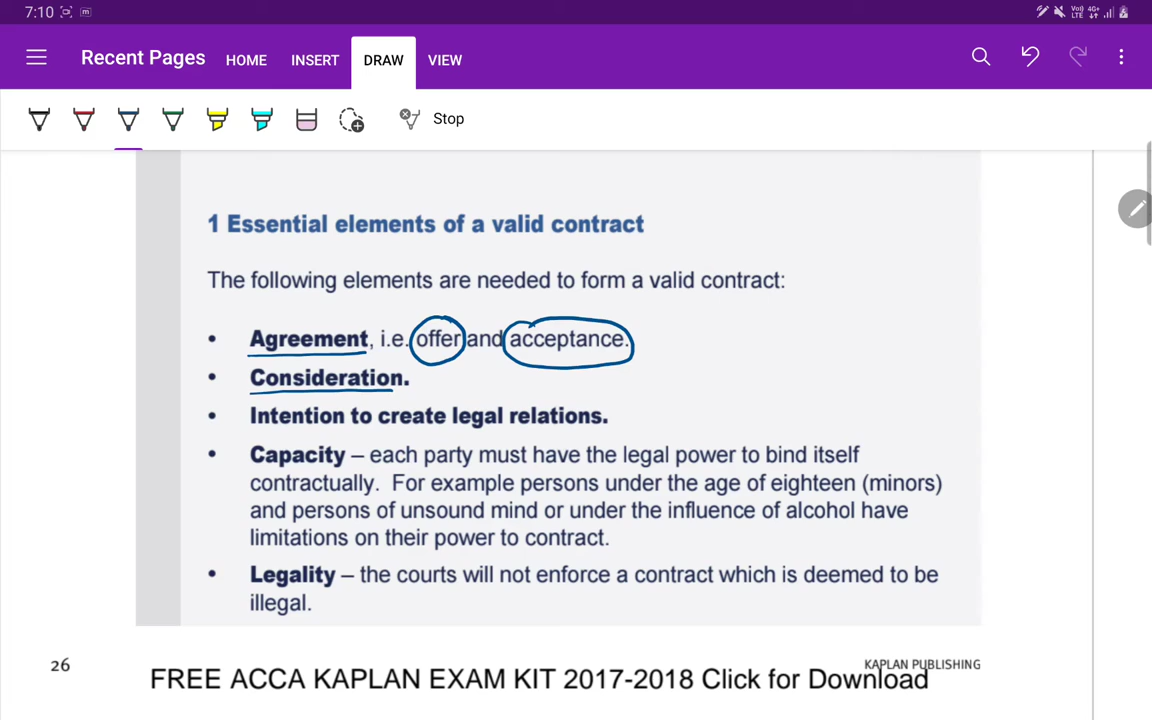 7:10
Vo)) LTE 4G+
Recent Pages HOME INSERT DRAW VIEW
Stop
1 Essential elements of a valid contract
The following elements are needed to form a valid contract:
• Agreement, i.e. offer and acceptance.
• Consideration.
• Intention to create legal relations.
• Capacity – each party must have the legal power to bind itself
contractually. For example persons under the age of eighteen (minors)
and persons of unsound mind or under the influence of alcohol have
limitations on their power to contract.
• Legality – the courts will not enforce a contract which is deemed to be
illegal.
26
KAPLAN PUBLISHING
FREE ACCA KAPLAN EXAM KIT 2017-2018 Click for Download